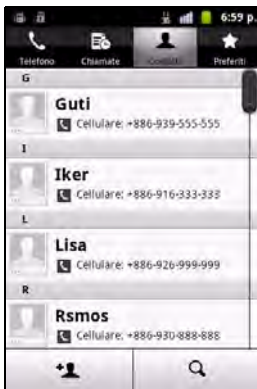 6:59 p.
Telefono Chiamate Contatti Preferiti
G
Guti
Cellulare: +886-939-555-555
I
Iker
Cellulare: +886-916-333-333
L
Lisa
Cellulare: +886-926-999-999
R
Rsmos
Cellulare: +886-930-888-888